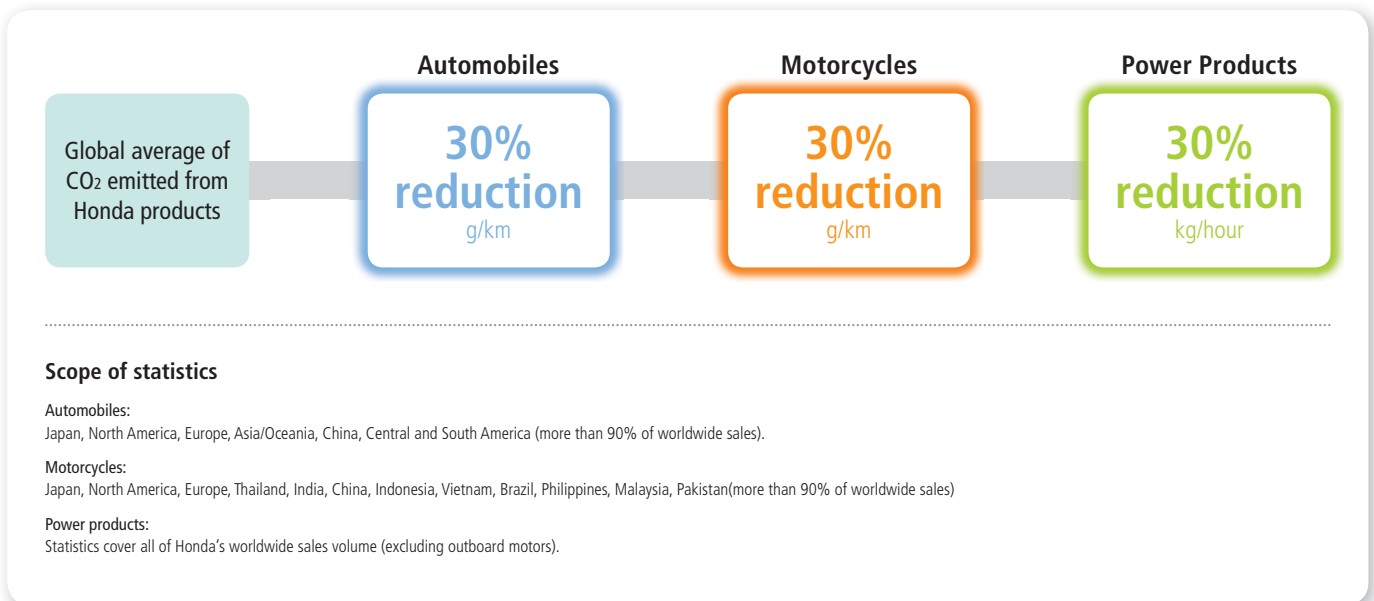 Automobiles
Motorcycles
Power Products
Global average of
CO₂ emitted from
Honda products
30%
reduction
g/km
30%
reduction
g/km
30%
reduction
kg/hour
Scope of statistics
Automobiles:
Japan, North America, Europe, Asia/Oceania, China, Central and South America (more than 90% of worldwide sales).
Motorcycles:
Japan, North America, Europe, Thailand, India, China, Indonesia, Vietnam, Brazil, Philippines, Malaysia, Pakistan(more than 90% of worldwide sales)
Power products:
Statistics cover all of Honda’s worldwide sales volume (excluding outboard motors).